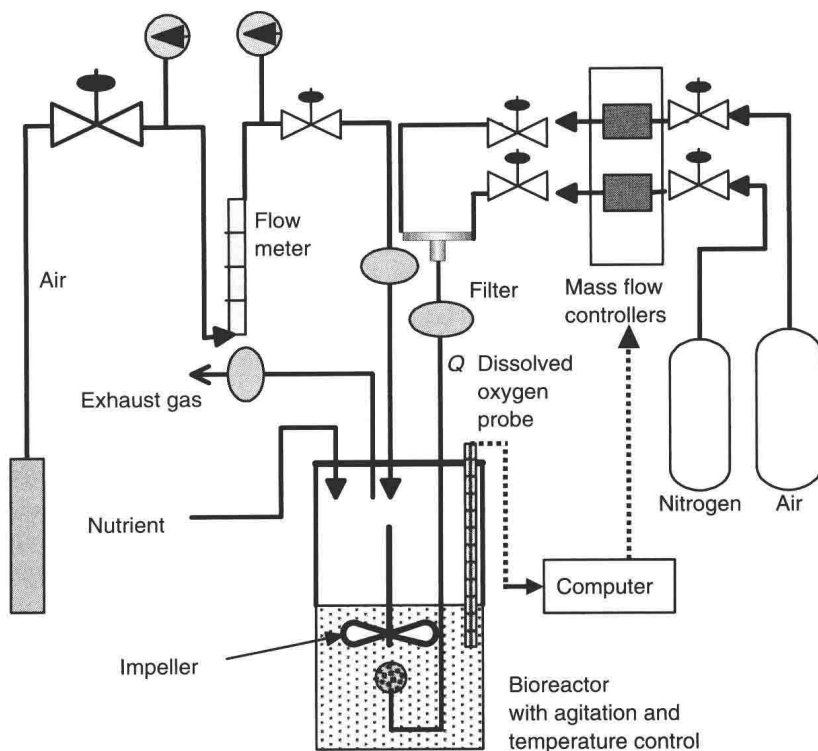 Flow
meter
Air
Filter
Mass flow
controllers
Q Dissolved
oxygen
probe
Exhaust gas
Nitrogen
Air
Nutrient
Computer
Impeller
Bioreactor
with agitation and
temperature control